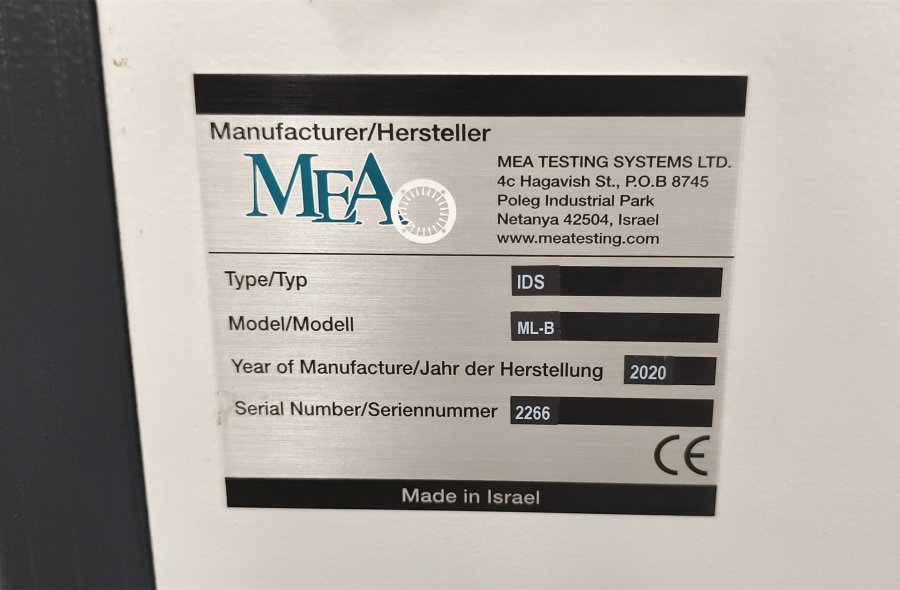 Manufacturer/Hersteller
MEA
MEA TESTING SYSTEMS LTD.
4c Hagavish St., P.O.B 8745
Poleg Industrial Park
Netanya 42504, Israel
www.meatesting.com
Type/Typ IDS
Model/Modell ML-B
Year of Manufacture/Jahr der Herstellung 2020
Serial Number/Seriennummer 2266
CE
Made in Israel